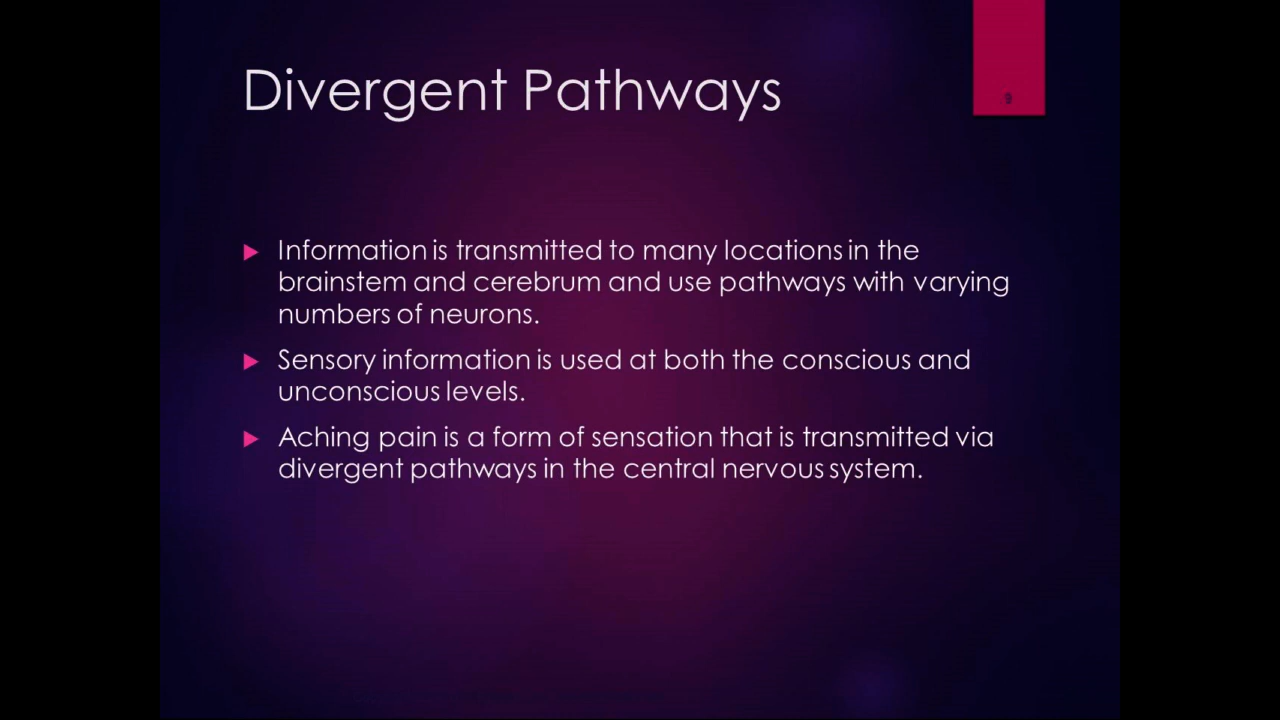 Divergent Pathways
9
Information is transmitted to many locations in the
brainstem and cerebrum and use pathways with varying
numbers of neurons.
Sensory information is used at both the conscious and
unconscious levels.
Aching pain is a form of sensation that is transmitted via
divergent pathways in the central nervous system.